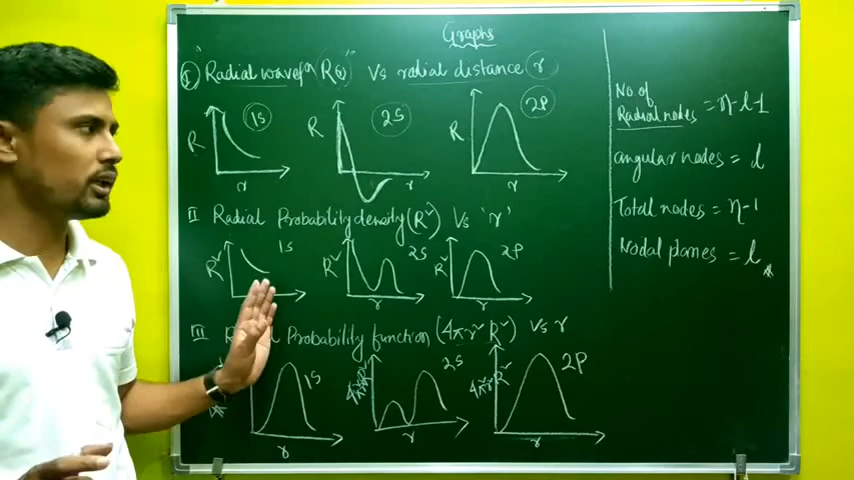 Graphs
I Radial wavefn "R(r)" Vs radial distance r
R r 1S
R r 2S
R r 2P
II Radial Probability density (R²) Vs 'r'
R² 1S
R² r 2S
R² r 2P
III Probability function (4πr² R²) Vs r
r 1S
4πr²R² r 2S
4πr²R² r 2P
No of
Radial nodes = n-l-1
angular nodes = l
Total nodes = n-1
Nodal planes = l